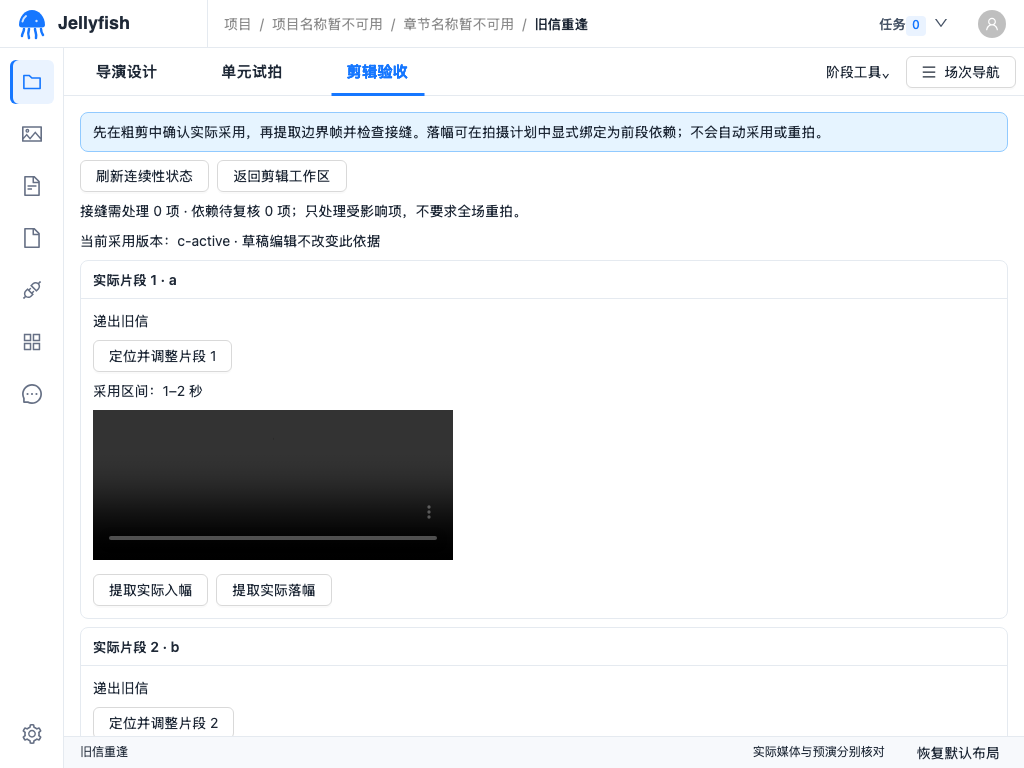 Jellyfish
项目 / 项目名称暂不可用 / 章节名称暂不可用 / 旧信重逢
任务 0
导演设计
单元试拍
剪辑验收
阶段工具
场次导航
先在粗剪中确认实际采用，再提取边界帧并检查接缝。落幅可在拍摄计划中显式绑定为前段依赖；不会自动采用或重拍。
刷新连续性状态
返回剪辑工作区
接缝需处理 0 项 · 依赖待复核 0 项；只处理受影响项，不要求全场重拍。
当前采用版本：c-active · 草稿编辑不改变此依据
实际片段 1 · a
递出旧信
定位并调整片段 1
采用区间：1–2 秒
提取实际入幅
提取实际落幅
实际片段 2 · b
递出旧信
定位并调整片段 2
旧信重逢
实际媒体与预演分别核对
恢复默认布局